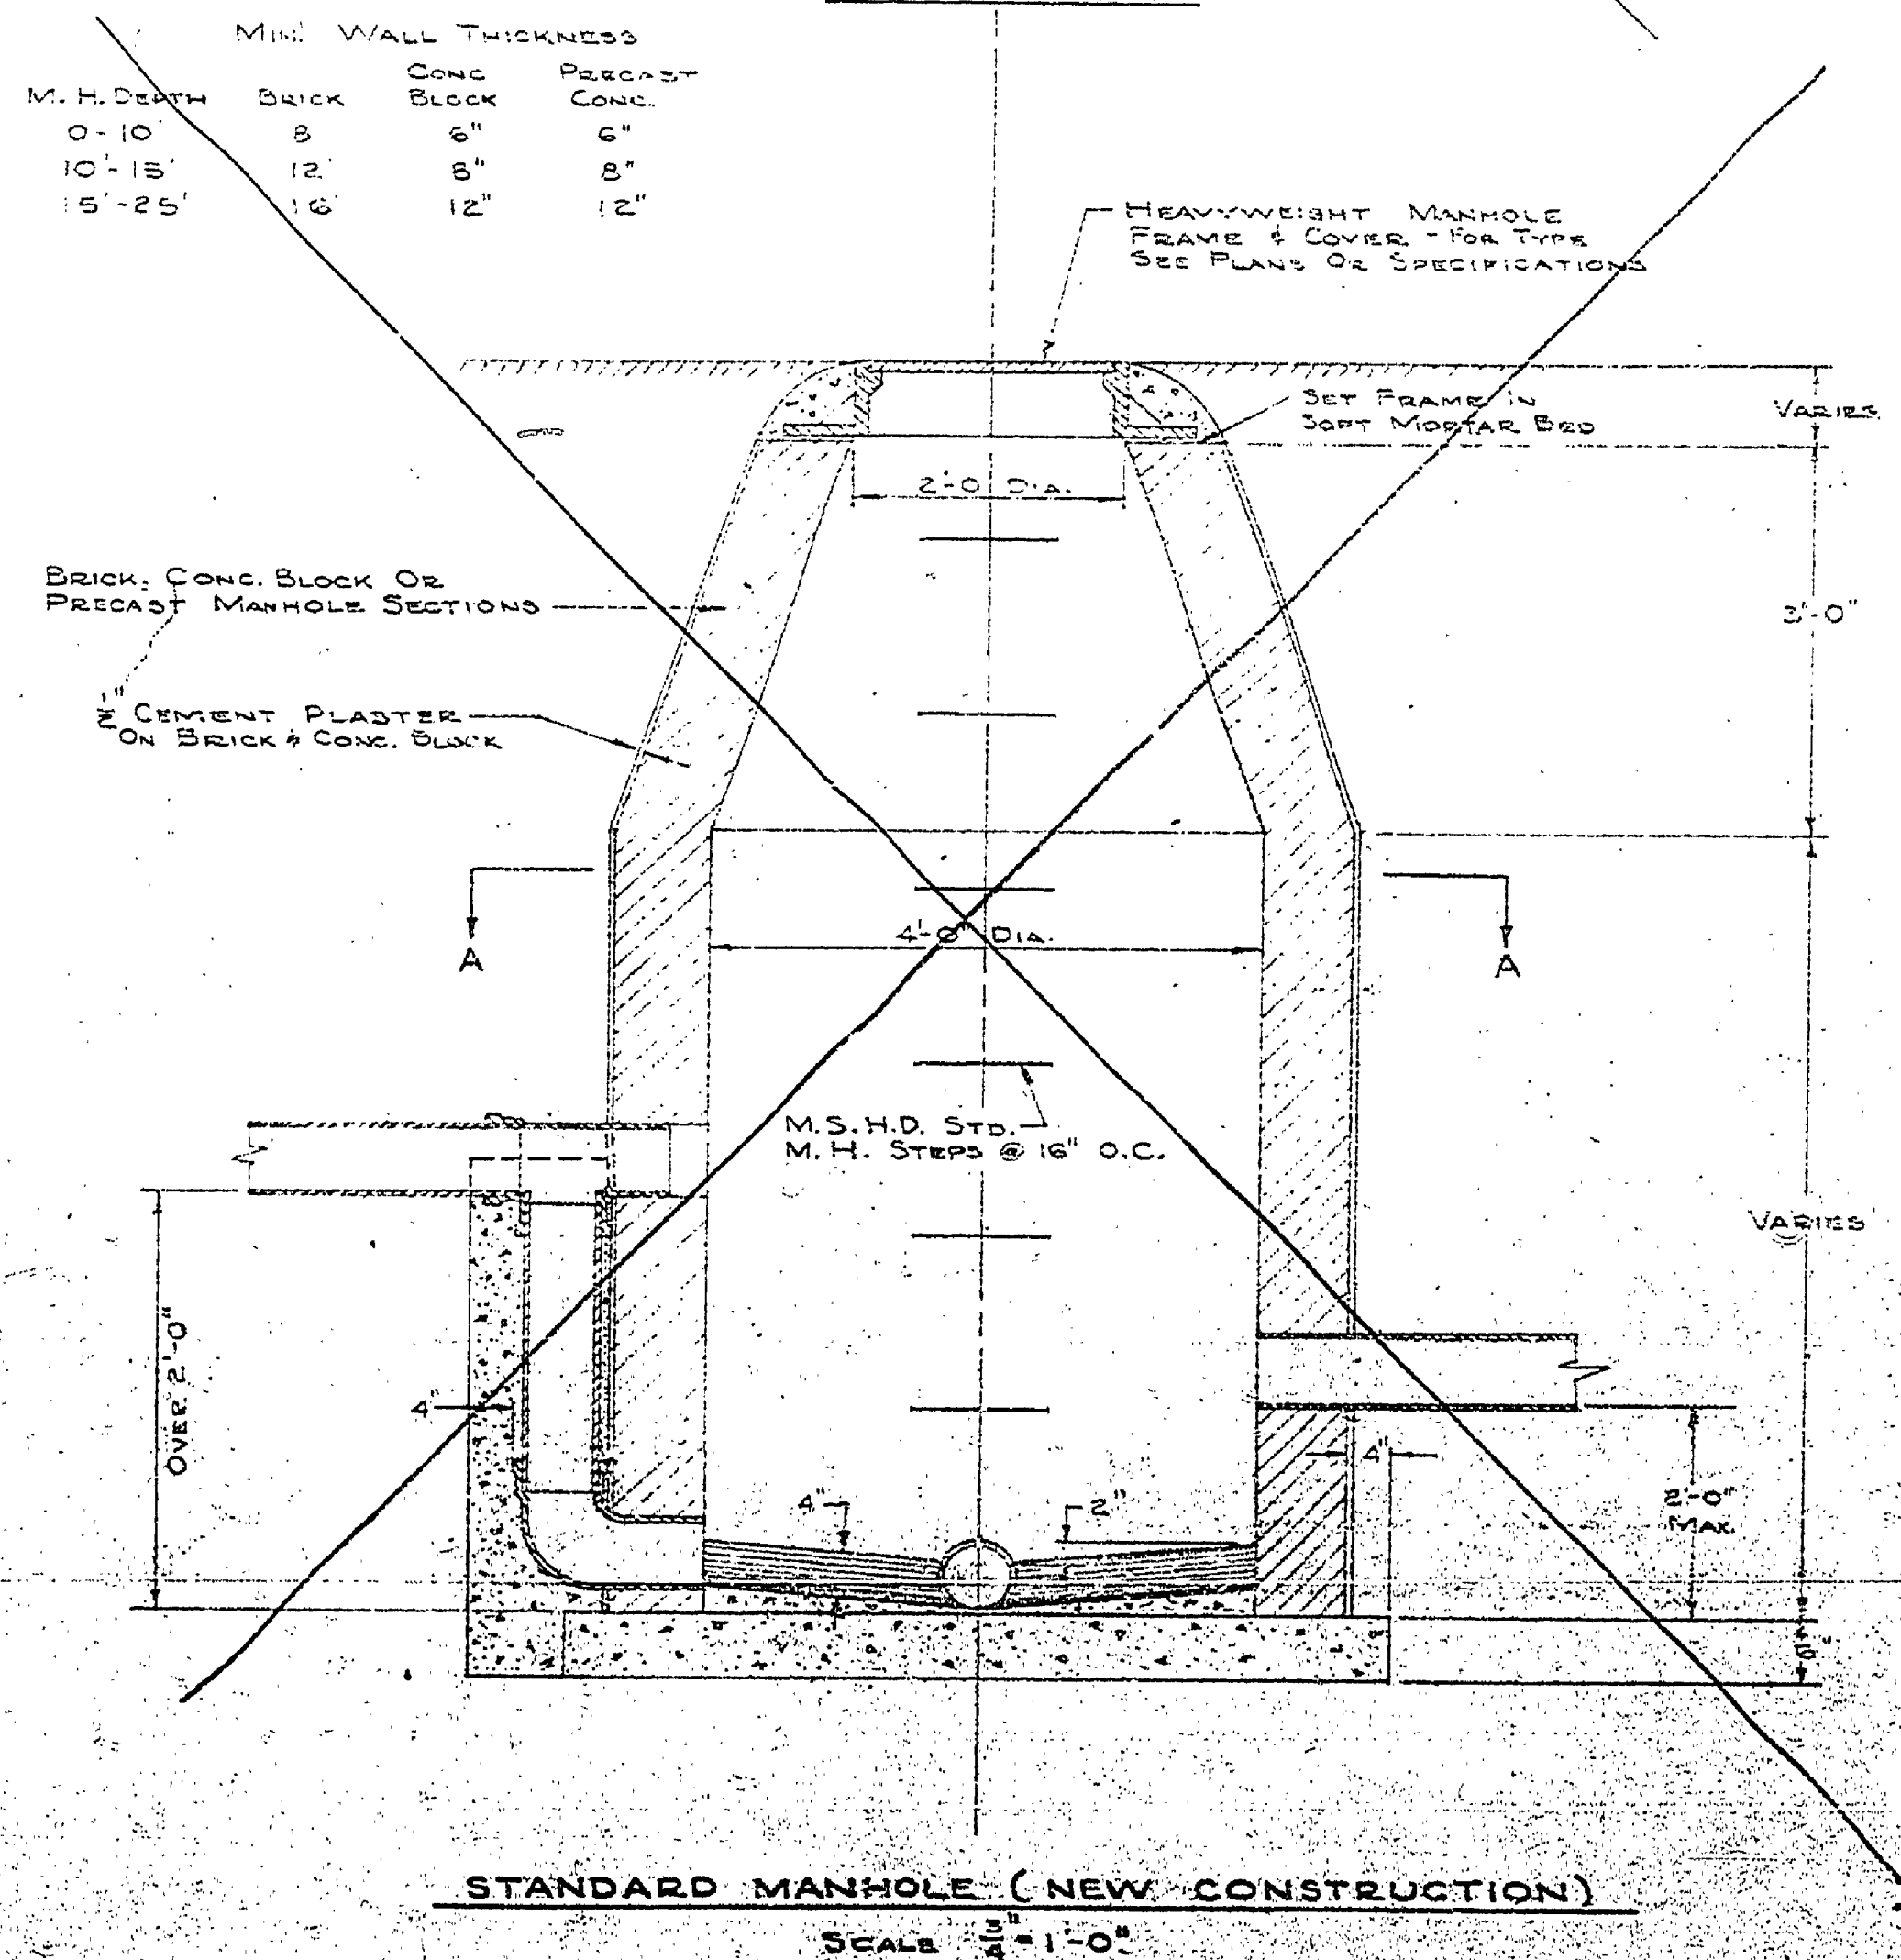 MIN. WALL THICKNESS
M. H. DEPTH BRICK CONC BLOCK PRECAST CONC.
0-10' 8 6" 6"
10'-15' 12" 8" 8"
15'-25' 16" 12" 12"
HEAVYWEIGHT MANHOLE
FRAME & COVER - FOR TYPE
SEE PLANS OR SPECIFICATIONS
SET FRAME IN
SOFT MORTAR BED
VARIES
2'-0 DIA.
BRICK, CONC. BLOCK OR
PRECAST MANHOLE SECTIONS
3'-0"
1/2" CEMENT PLASTER
ON BRICK & CONC. BLOCK
A
4'-0" DIA.
A
M.S.H.D. STD.
M. H. STEPS @ 16" O.C.
VARIES
OVER 2'-0"
4"
4"
4"
2"
2'-0"
MAX.
STANDARD MANHOLE (NEW CONSTRUCTION)
SCALE 3/4" = 1'-0"